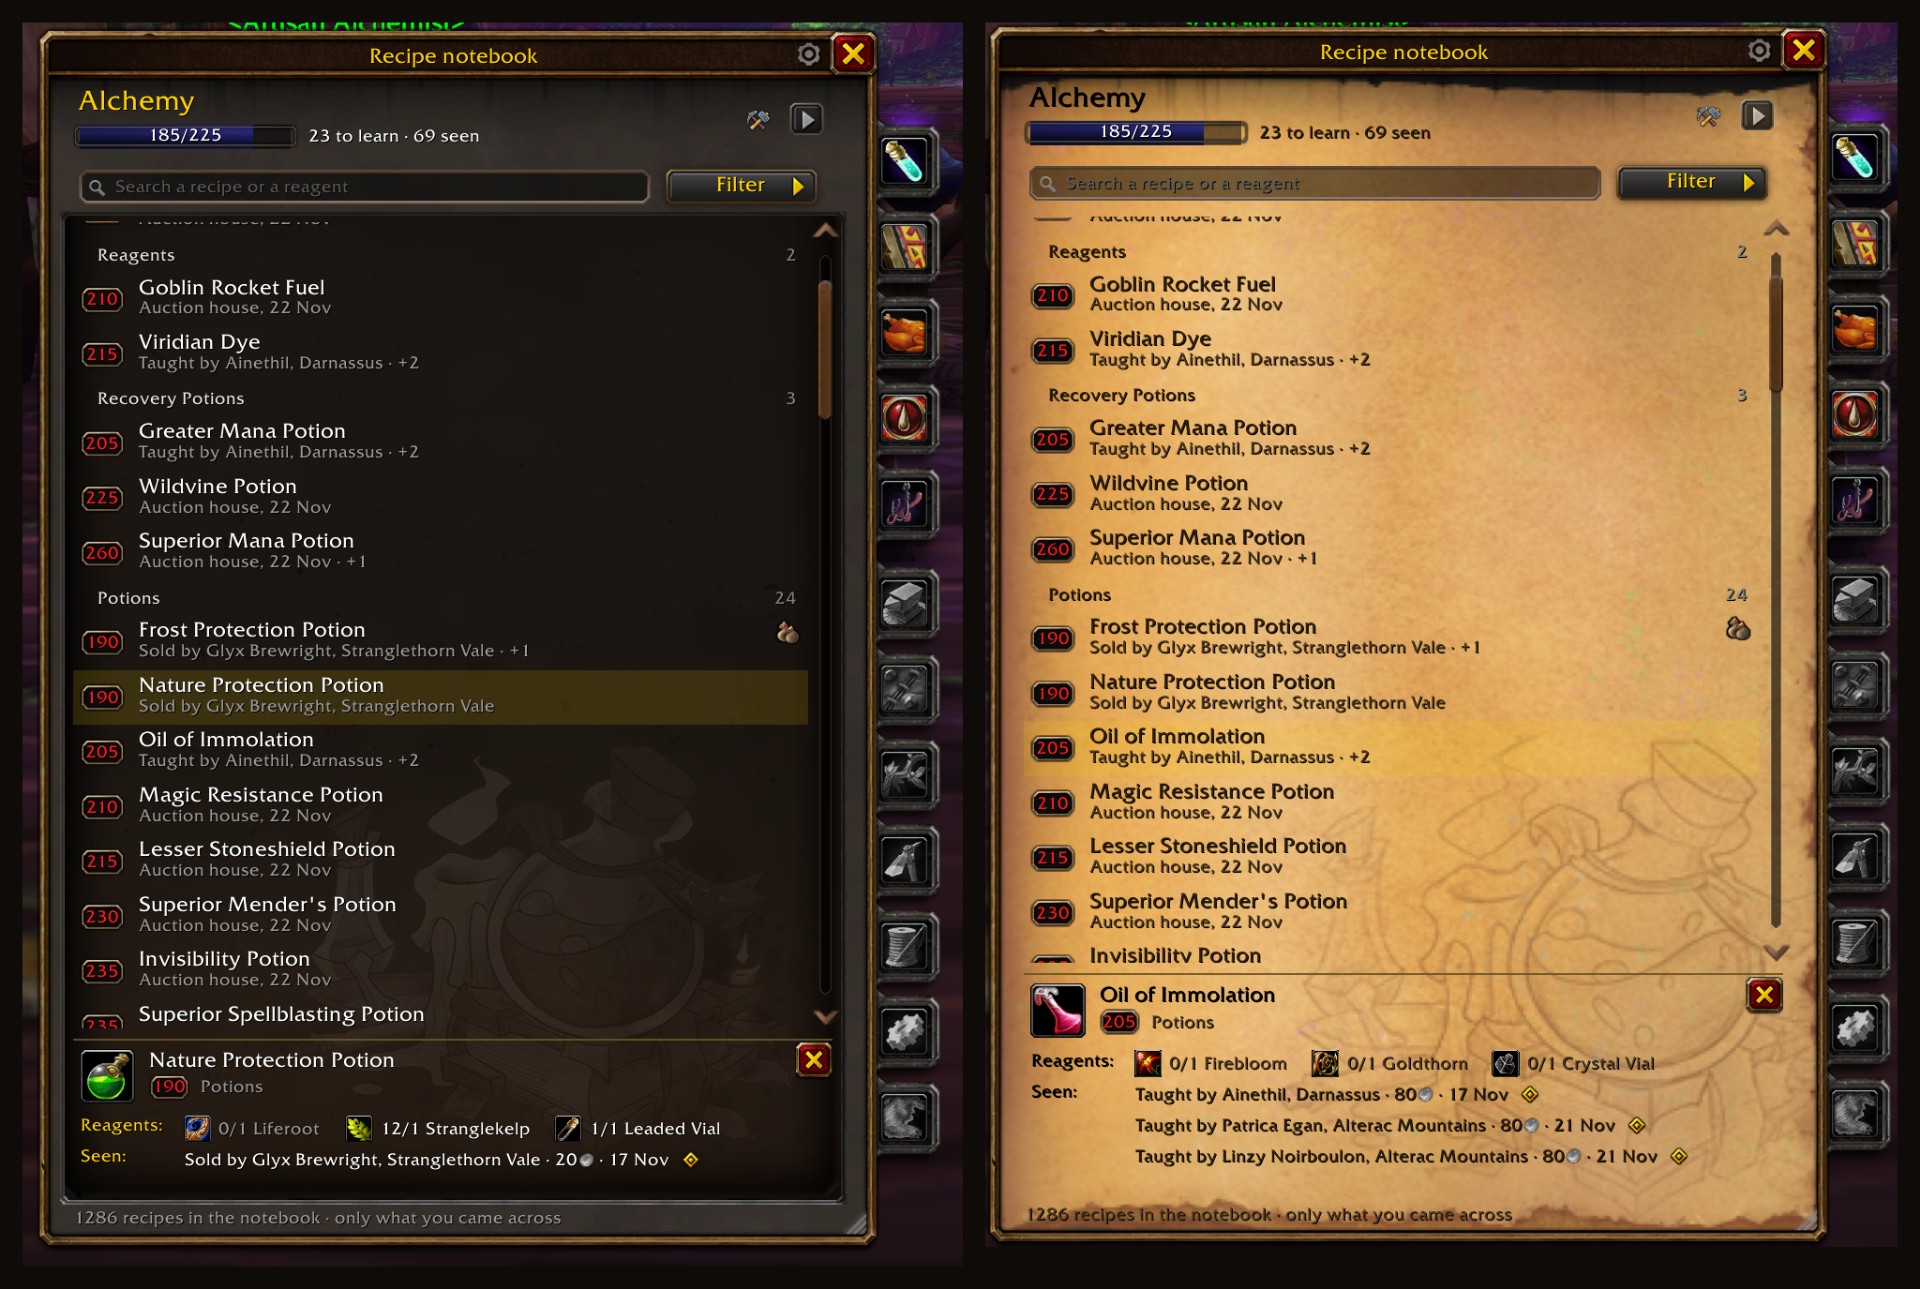 <Artisan Alchemist>
Recipe notebook
Alchemy
185/225
23 to learn · 69 seen
Search a recipe or a reagent
Filter
Auction house, 22 Nov
Reagents 2
210 Goblin Rocket Fuel
Auction house, 22 Nov
215 Viridian Dye
Taught by Ainethil, Darnassus · +2
Recovery Potions 3
205 Greater Mana Potion
Taught by Ainethil, Darnassus · +2
225 Wildvine Potion
Auction house, 22 Nov
260 Superior Mana Potion
Auction house, 22 Nov · +1
Potions 24
190 Frost Protection Potion
Sold by Glyx Brewright, Stranglethorn Vale · +1
190 Nature Protection Potion
Sold by Glyx Brewright, Stranglethorn Vale
205 Oil of Immolation
Taught by Ainethil, Darnassus · +2
210 Magic Resistance Potion
Auction house, 22 Nov
215 Lesser Stoneshield Potion
Auction house, 22 Nov
230 Superior Mender's Potion
Auction house, 22 Nov
235 Invisibility Potion
Auction house, 22 Nov
235 Superior Spellblasting Potion
Nature Protection Potion
190 Potions
Reagents: 0/1 Liferoot 12/1 Stranglekelp 1/1 Leaded Vial
Seen: Sold by Glyx Brewright, Stranglethorn Vale · 20 · 17 Nov
1286 recipes in the notebook · only what you came across
<Artisan Alchemist>
Recipe notebook
Alchemy
185/225
23 to learn · 69 seen
Search a recipe or a reagent
Filter
Auction house, 22 Nov
Reagents 2
210 Goblin Rocket Fuel
Auction house, 22 Nov
215 Viridian Dye
Taught by Ainethil, Darnassus · +2
Recovery Potions 3
205 Greater Mana Potion
Taught by Ainethil, Darnassus · +2
225 Wildvine Potion
Auction house, 22 Nov
260 Superior Mana Potion
Auction house, 22 Nov · +1
Potions 24
190 Frost Protection Potion
Sold by Glyx Brewright, Stranglethorn Vale · +1
190 Nature Protection Potion
Sold by Glyx Brewright, Stranglethorn Vale
205 Oil of Immolation
Taught by Ainethil, Darnassus · +2
210 Magic Resistance Potion
Auction house, 22 Nov
215 Lesser Stoneshield Potion
Auction house, 22 Nov
230 Superior Mender's Potion
Auction house, 22 Nov
Invisibility Potion
Oil of Immolation
205 Potions
Reagents: 0/1 Firebloom 0/1 Goldthorn 0/1 Crystal Vial
Seen: Taught by Ainethil, Darnassus · 80 · 17 Nov
Taught by Patrica Egan, Alterac Mountains · 80 · 21 Nov
Taught by Linzy Noirboulon, Alterac Mountains · 80 · 21 Nov
1286 recipes in the notebook · only what you came across